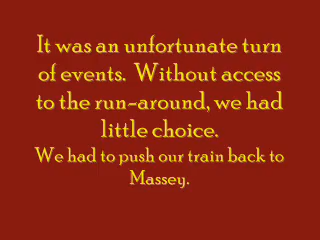 It was an unfortunate turn
of events.  Without access
to the run-around, we had
little choice.
We had to push our train back to
Massey.